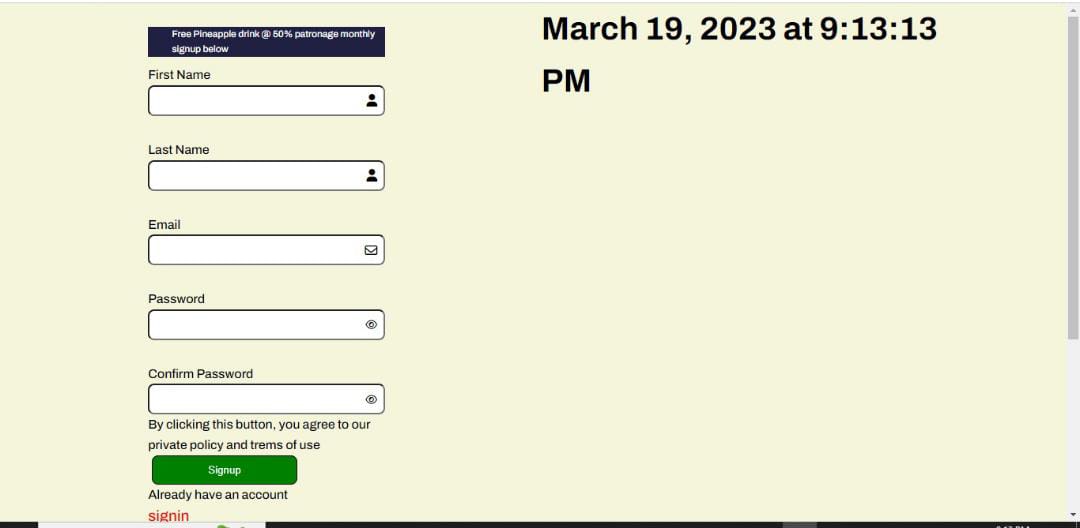 Free Pineapple drink @ 50% patronage monthly
signup below
First Name
Last Name
Email
Password
Confirm Password
By clicking this button, you agree to our
private policy and trems of use
Signup
Already have an account
signin
March 19, 2023 at 9:13:13
PM